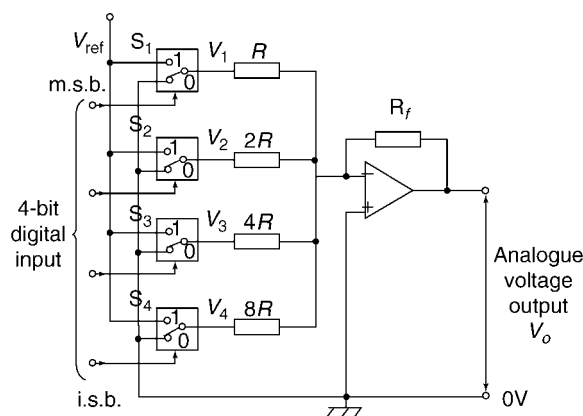 V_ref
S_1
1
0
V_1
R
m.s.b.
S_2
1
0
V_2
2R
R_f
−
+
4-bit
digital
input
S_3
1
0
V_3
4R
S_4
1
0
V_4
8R
i.s.b.
Analogue
voltage
output
V_o
0V